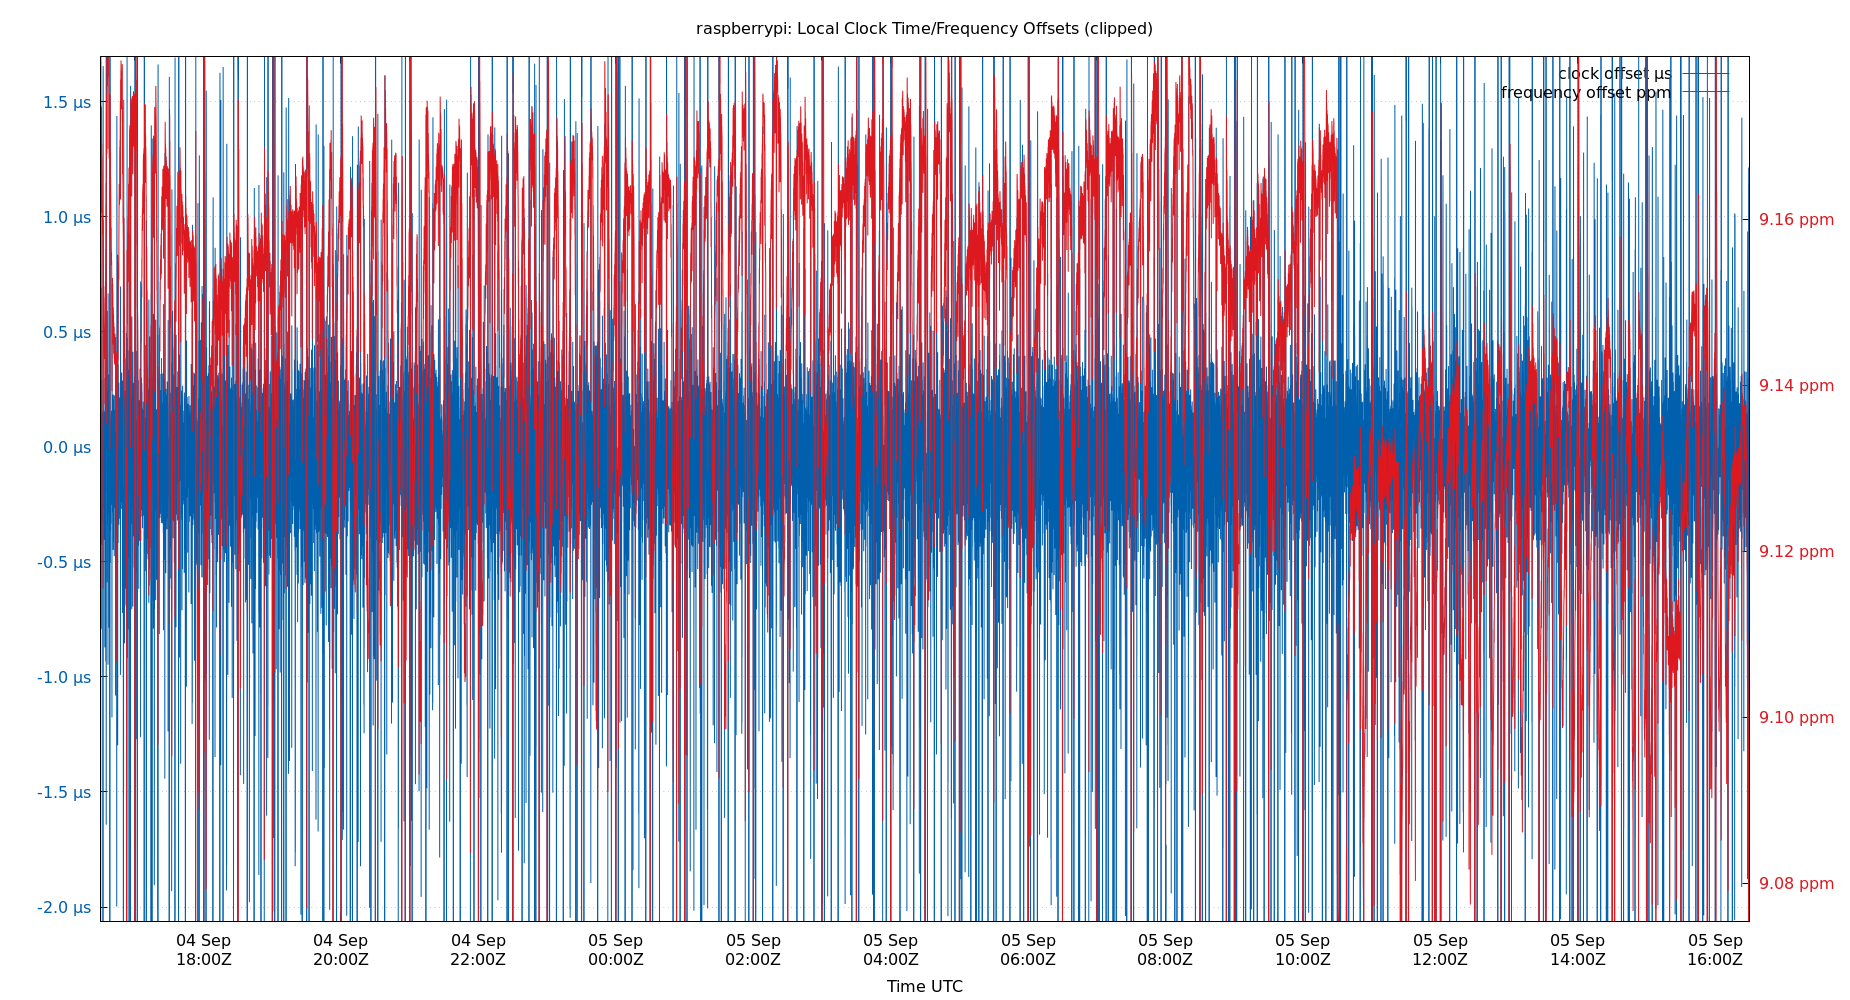 raspberrypi: Local Clock Time/Frequency Offsets (clipped)
clock offset µs
frequency offset ppm
1.5 µs
1.0 µs
0.5 µs
0.0 µs
-0.5 µs
-1.0 µs
-1.5 µs
-2.0 µs
9.16 ppm
9.14 ppm
9.12 ppm
9.10 ppm
9.08 ppm
04 Sep 04 Sep 04 Sep 05 Sep 05 Sep 05 Sep 05 Sep 05 Sep 05 Sep 05 Sep 05 Sep 05 Sep
18:00Z 20:00Z 22:00Z 00:00Z 02:00Z 04:00Z 06:00Z 08:00Z 10:00Z 12:00Z 14:00Z 16:00Z
Time UTC